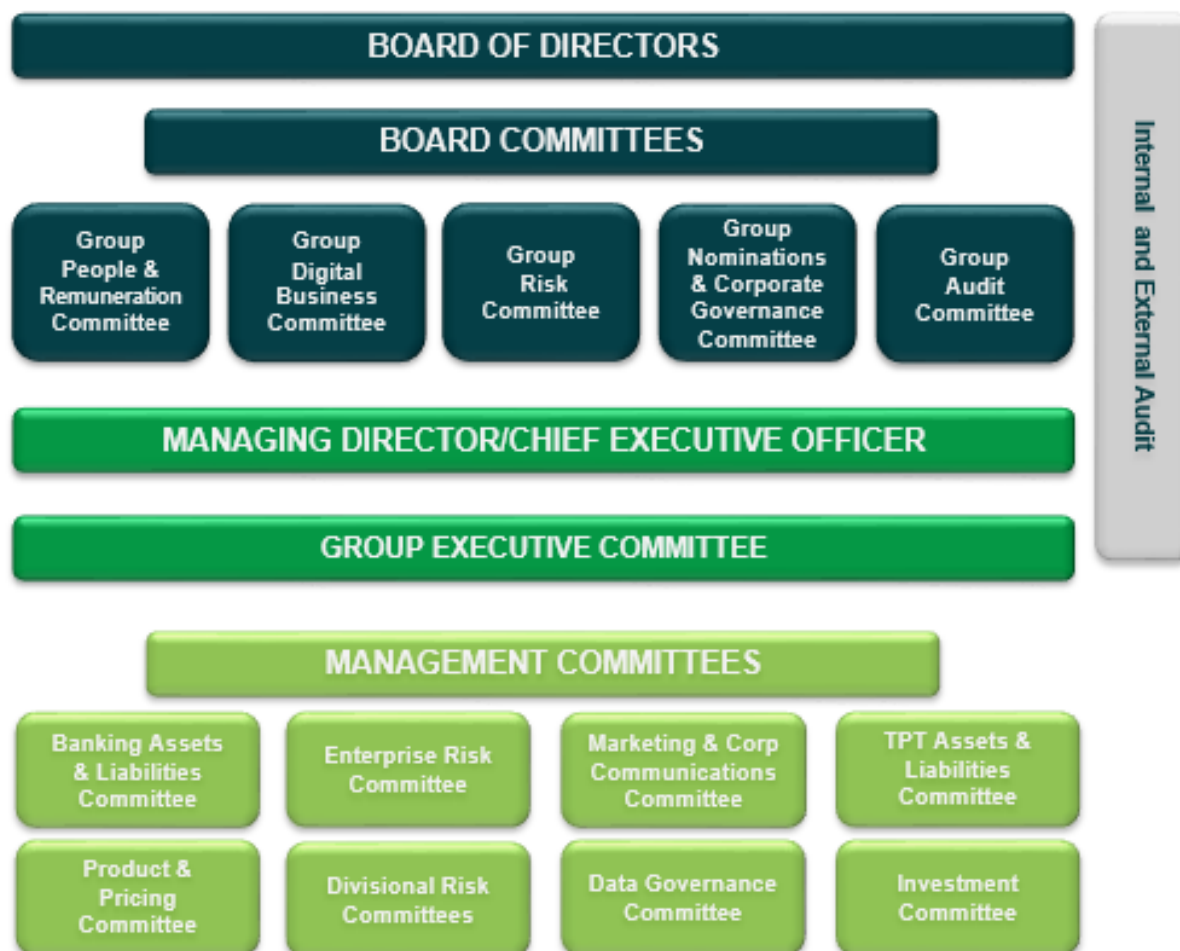 BOARD OF DIRECTORS
BOARD COMMITTEES
Group
People &
Remuneration
Committee
Group
Digital
Business
Committee
Group
Risk
Committee
Group
Nominations
& Corporate
Governance
Committee
Group
Audit
Committee
Internal and External Audit
MANAGING DIRECTOR/CHIEF EXECUTIVE OFFICER
GROUP EXECUTIVE COMMITTEE
MANAGEMENT COMMITTEES
Banking Assets
& Liabilities
Committee
Enterprise Risk
Committee
Marketing & Corp
Communications
Committee
TPT Assets &
Liabilities
Committee
Product &
Pricing
Committee
Divisional Risk
Committees
Data Governance
Committee
Investment
Committee